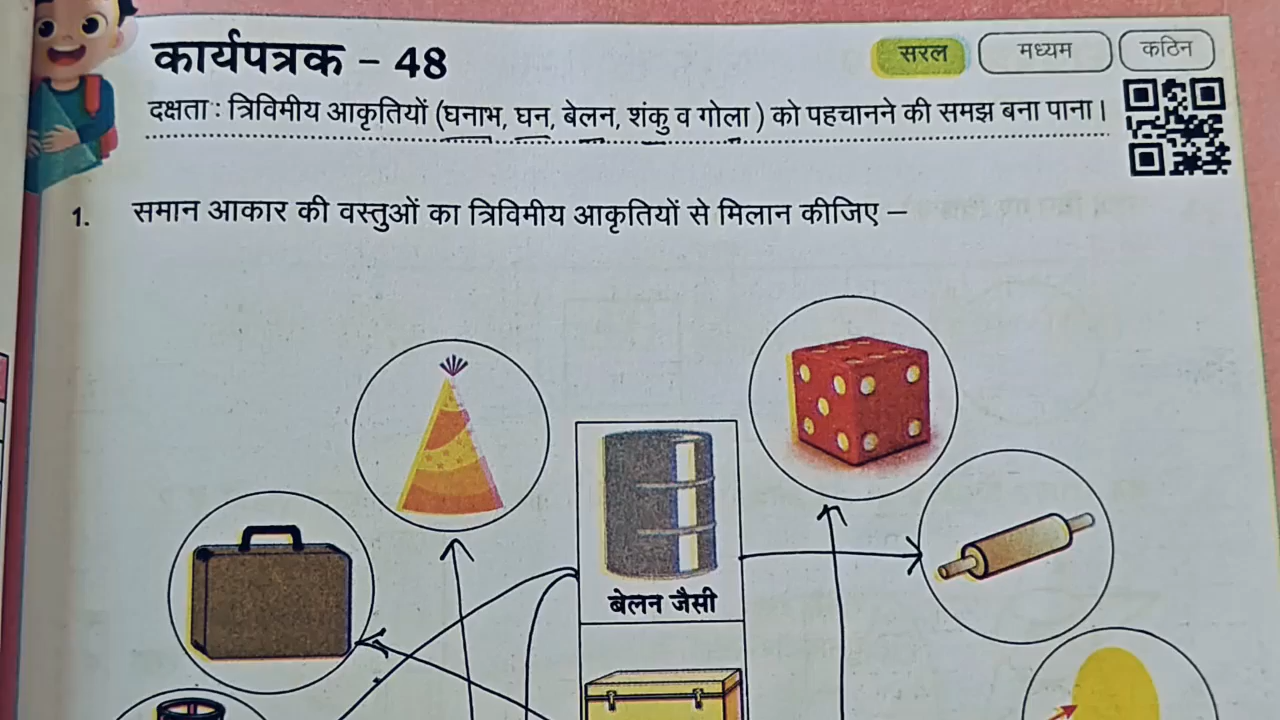 कार्यपत्रक - 48
सरल
मध्यम
कठिन
दक्षता : त्रिविमीय आकृतियों (घनाभ, घन, बेलन, शंकु व गोला ) को पहचानने की समझ बना पाना।
1. समान आकार की वस्तुओं का त्रिविमीय आकृतियों से मिलान कीजिए –
बेलन जैसी